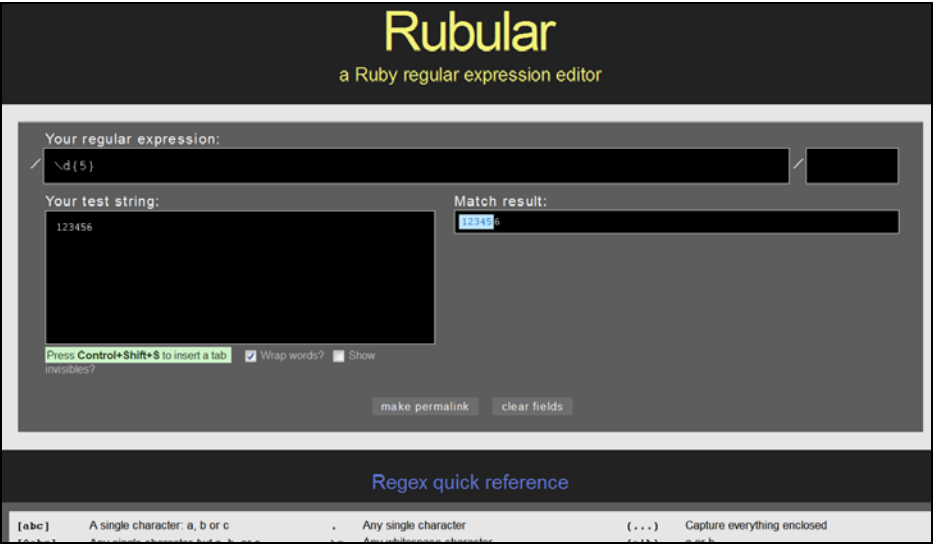 Rubular
a Ruby regular expression editor
Your regular expression:
/ \d{5} /
Your test string:
123456
Match result:
123456
Press Control+Shift+S to insert a tab Wrap words? Show
invisibles?
make permalink clear fields
Regex quick reference
[abc] A single character: a, b or c . Any single character (...) Capture everything enclosed